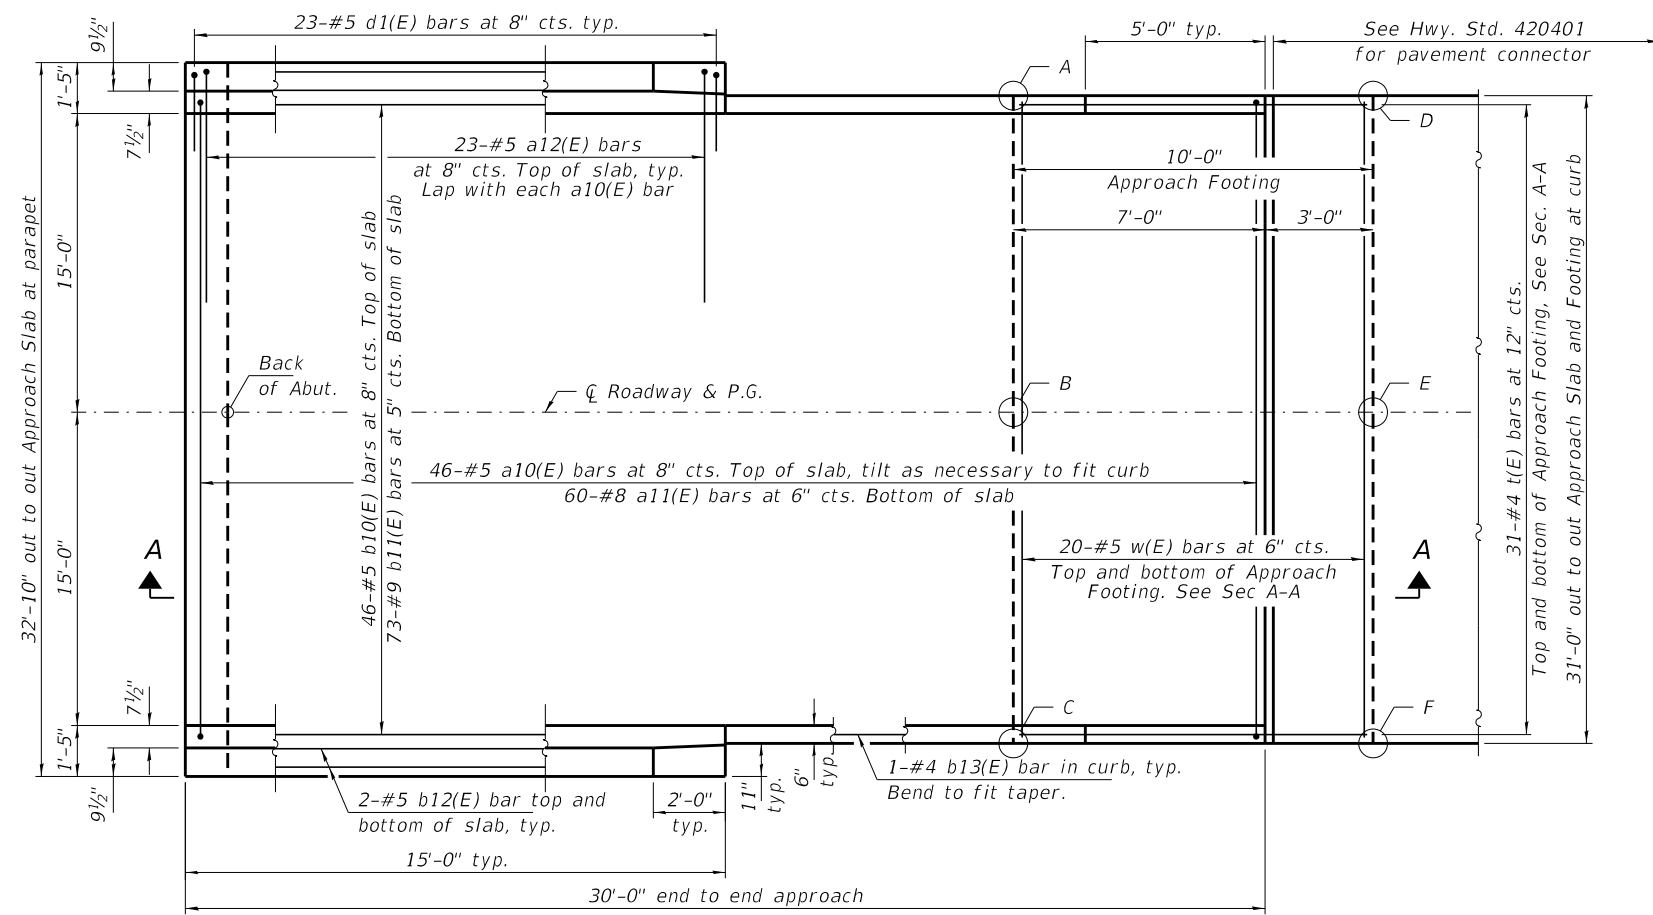 23-#5 d1(E) bars at 8" cts. typ.
5'-0" typ.
See Hwy. Std. 420401
for pavement connector
9½"
1'-5"
7½"
A
D
23-#5 a12(E) bars
at 8" cts. Top of slab, typ.
Lap with each a10(E) bar
10'-0"
Approach Footing
7'-0"
3'-0"
32'-10" out to out Approach Slab at parapet
15'-0"
15'-0"
46-#5 b10(E) bars at 8" cts. Top of slab
73-#9 b11(E) bars at 5" cts. Bottom of slab
31-#4 t(E) bars at 12" cts.
Top and bottom of Approach Footing, See Sec. A-A
31'-0" out to out Approach Slab and Footing at curb
Back
of Abut.
℄ Roadway & P.G.
B
E
46-#5 a10(E) bars at 8" cts. Top of slab, tilt as necessary to fit curb
60-#8 a11(E) bars at 6" cts. Bottom of slab
A
A
20-#5 w(E) bars at 6" cts.
Top and bottom of Approach
Footing. See Sec A-A
7½"
1'-5"
9½"
C
F
6"
typ.
11"
typ.
1-#4 b13(E) bar in curb, typ.
Bend to fit taper.
2-#5 b12(E) bar top and
bottom of slab, typ.
2'-0"
typ.
15'-0" typ.
30'-0" end to end approach